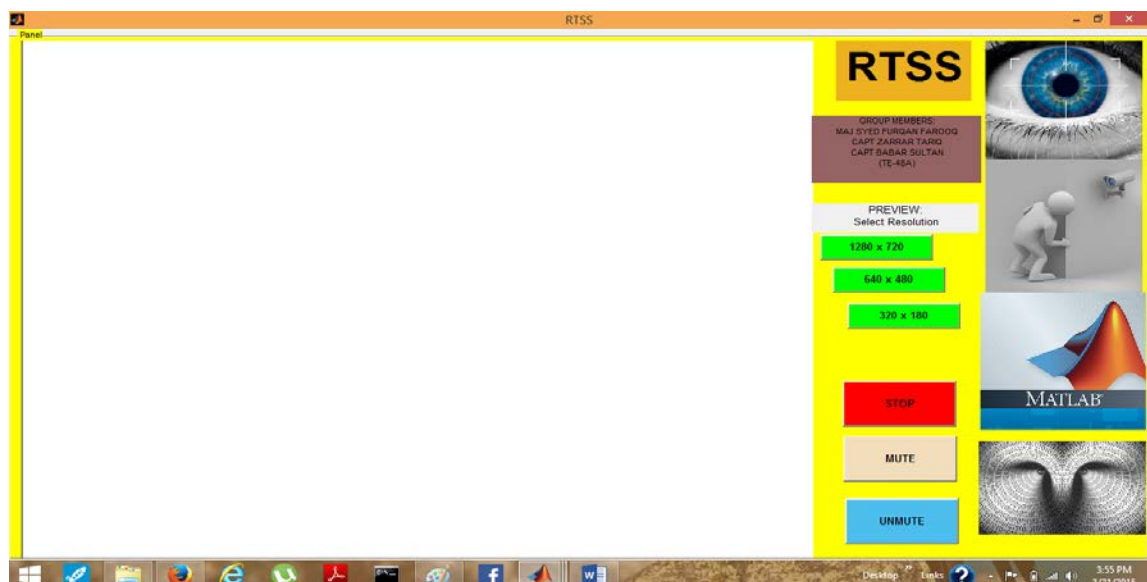 RTSS
Panel
RTSS
GROUP MEMBERS:
MAJ SYED FURQAN FAROOQ
CAPT ZARRAR TARIQ
CAPT BABAR SULTAN
(TE-48A)
PREVIEW:
Select Resolution
1280 x 720
640 x 480
320 x 180
STOP
MATLAB
MUTE
UNMUTE
Desktop
Links
3:55 PM